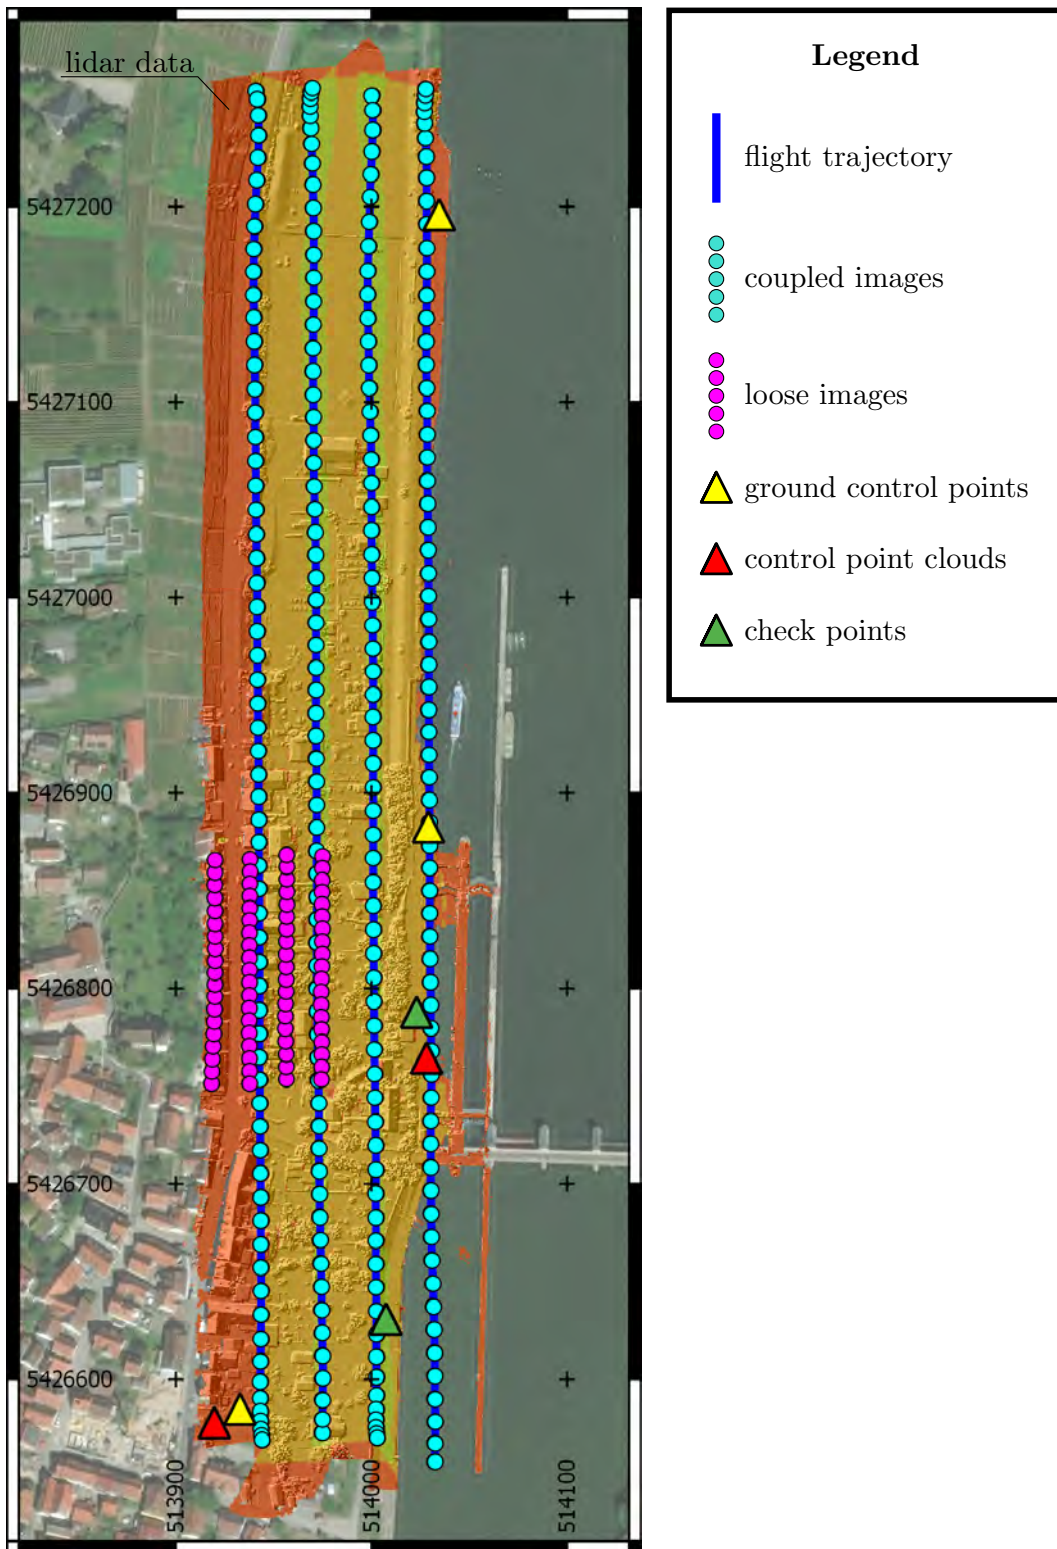 lidar data
5427200
5427100
5427000
5426900
5426800
5426700
5426600
513900
514000
514100
Legend
flight trajectory
coupled images
loose images
ground control points
control point clouds
check points